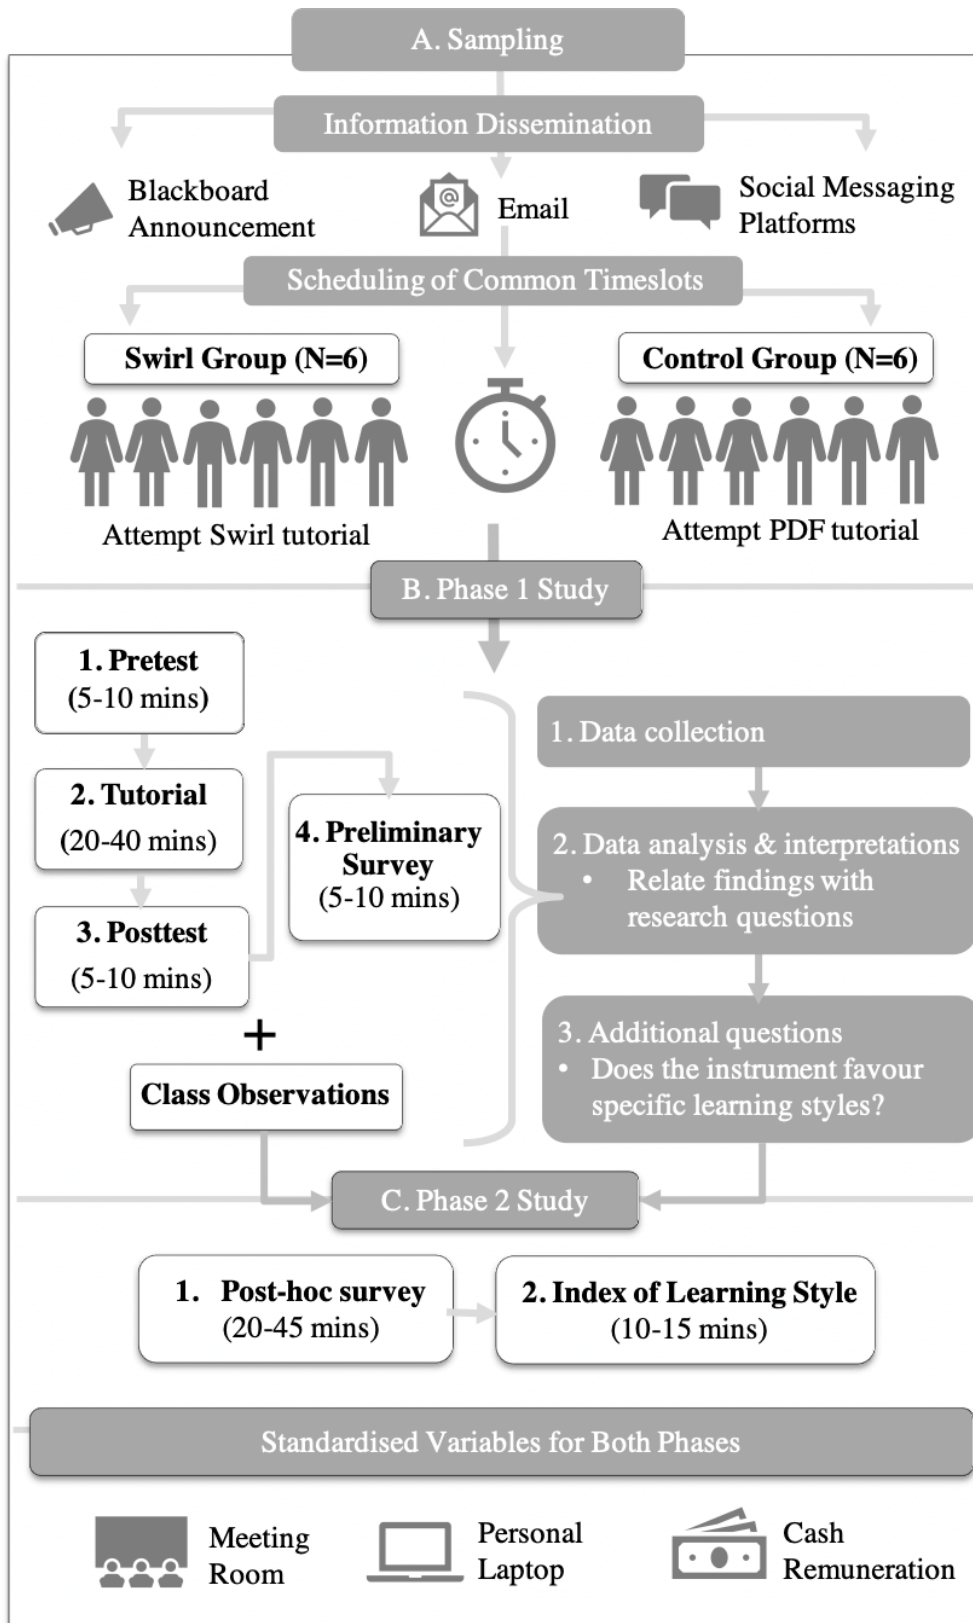 A. Sampling
Information Dissemination
Blackboard
Announcement
@
Email
Social Messaging
Platforms
Scheduling of Common Timeslots
Swirl Group (N=6)
Control Group (N=6)
Attempt Swirl tutorial
Attempt PDF tutorial
B. Phase 1 Study
1. Pretest
(5-10 mins)
2. Tutorial
(20-40 mins)
3. Posttest
(5-10 mins)
4. Preliminary
Survey
(5-10 mins)
+
Class Observations
1. Data collection
2. Data analysis & interpretations
• Relate findings with
research questions
3. Additional questions
• Does the instrument favour
specific learning styles?
C. Phase 2 Study
1. Post-hoc survey
(20-45 mins)
2. Index of Learning Style
(10-15 mins)
Standardised Variables for Both Phases
Meeting
Room
Personal
Laptop
Cash
Remuneration